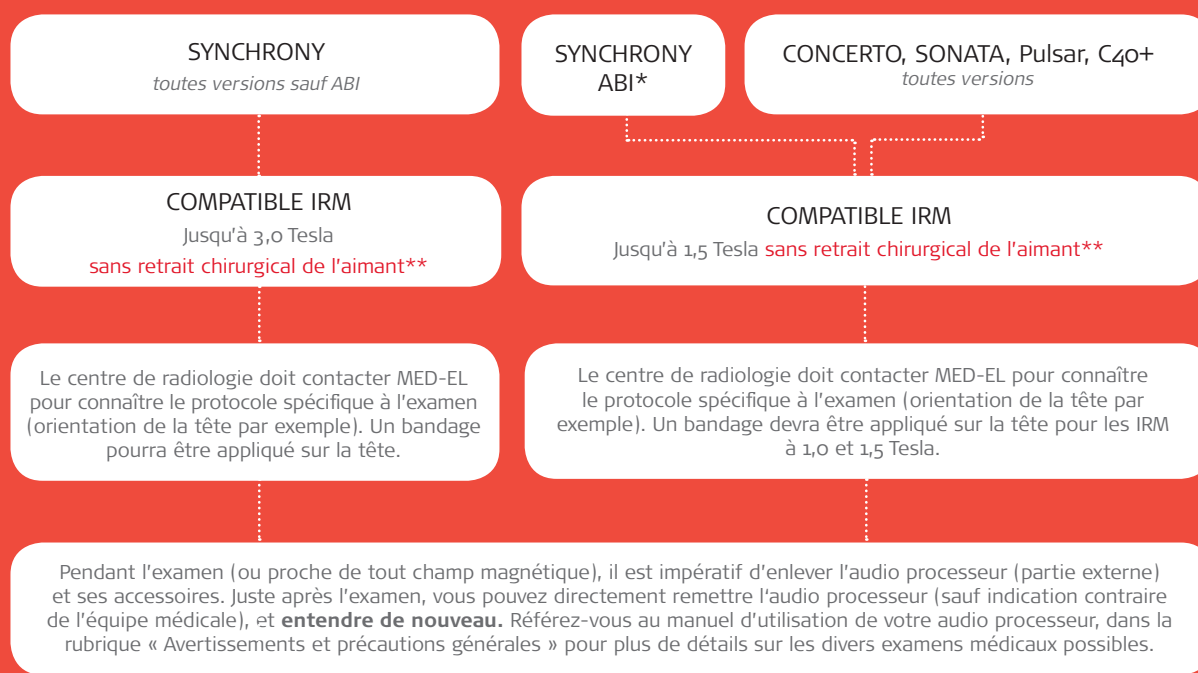 SYNCHRONY
toutes versions sauf ABI
SYNCHRONY
ABI*
CONCERTO, SONATA, Pulsar, C40+
toutes versions
COMPATIBLE IRM
Jusqu'à 3,0 Tesla
sans retrait chirurgical de l'aimant**
COMPATIBLE IRM
Jusqu'à 1,5 Tesla sans retrait chirurgical de l'aimant**
Le centre de radiologie doit contacter MED-EL
pour connaître le protocole spécifique à l'examen
(orientation de la tête par exemple). Un bandage
pourra être appliqué sur la tête.
Le centre de radiologie doit contacter MED-EL pour connaître
le protocole spécifique à l'examen (orientation de la tête par
exemple). Un bandage devra être appliqué sur la tête pour les IRM
à 1,0 et 1,5 Tesla.
Pendant l'examen (ou proche de tout champ magnétique), il est impératif d'enlever l'audio processeur (partie externe)
et ses accessoires. Juste après l'examen, vous pouvez directement remettre l'audio processeur (sauf indication contraire
de l'équipe médicale), et entendre de nouveau. Référez-vous au manuel d'utilisation de votre audio processeur, dans la
rubrique « Avertissements et précautions générales » pour plus de détails sur les divers examens médicaux possibles.